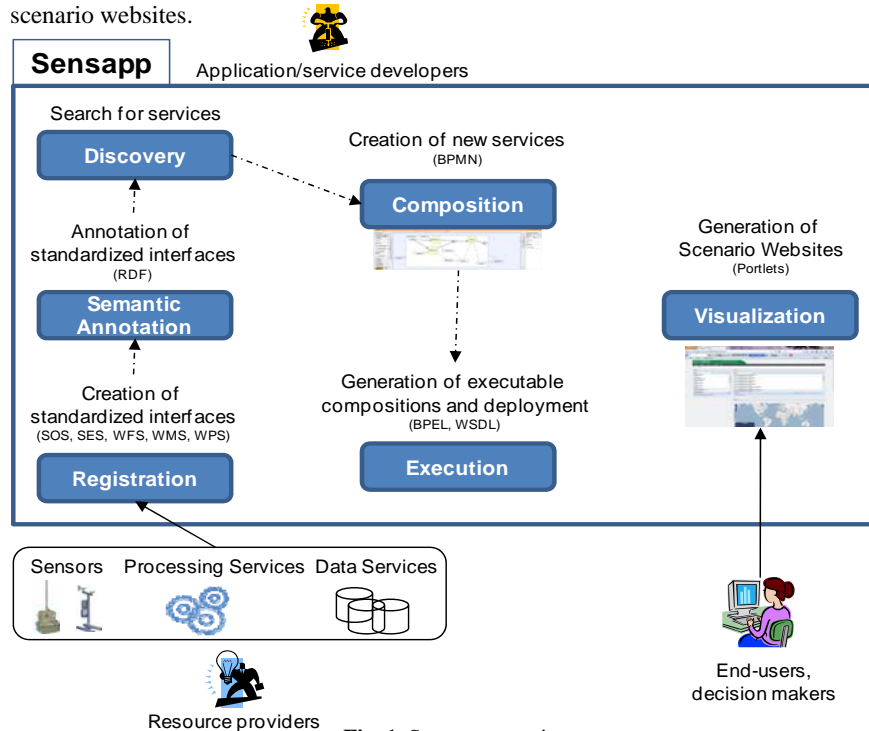 scenario websites.
Sensapp
Application/service developers
Search for services
Discovery
Annotation of
standardized interfaces
(RDF)
Semantic
Annotation
Creation of
standardized interfaces
(SOS, SES, WFS, WMS, WPS)
Registration
Creation of new services
(BPMN)
Composition
Generation of executable
compositions and deployment
(BPEL, WSDL)
Execution
Generation of
Scenario Websites
(Portlets)
Visualization
Sensors
Processing Services
Data Services
Resource providers
End-users,
decision makers